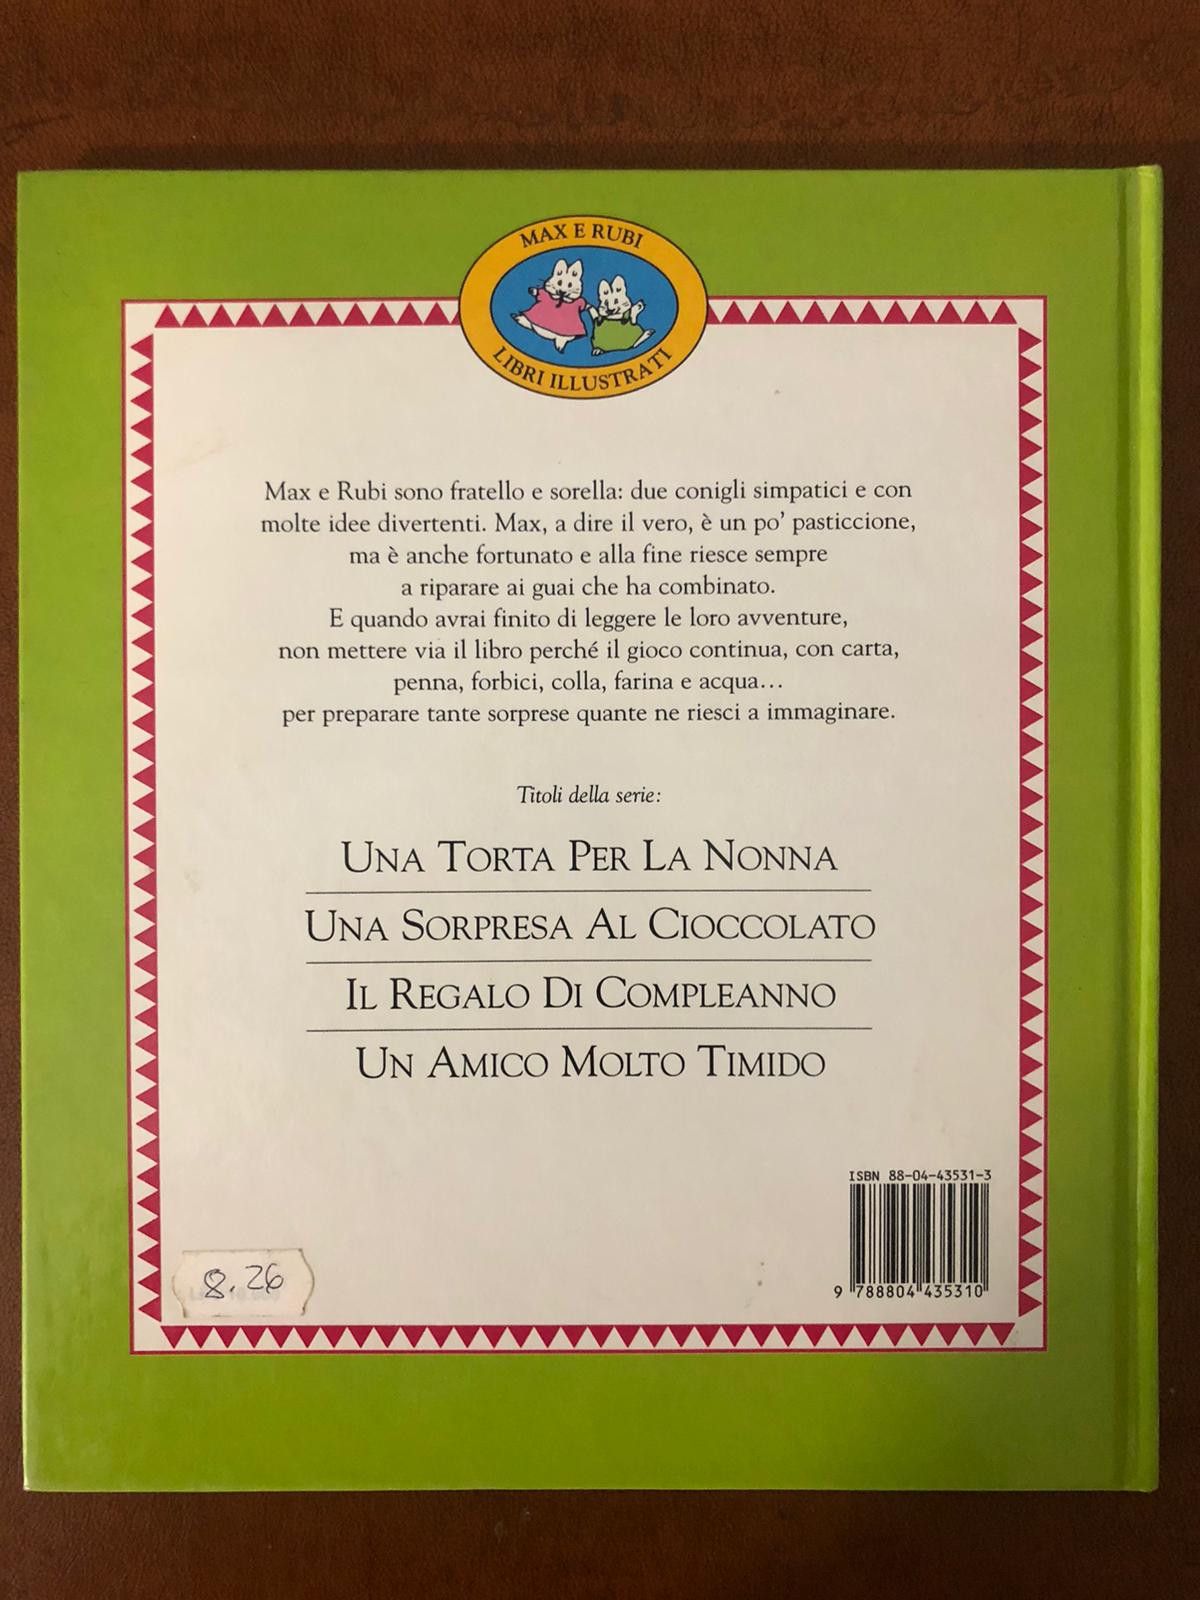 MAX E RUBI
LIBRI ILLUSTRATI
Max e Rubi sono fratello e sorella: due conigli simpatici e con
molte idee divertenti. Max, a dire il vero, è un po' pasticcione,
ma è anche fortunato e alla fine riesce sempre
a riparare ai guai che ha combinato.
E quando avrai finito di leggere le loro avventure,
non mettere via il libro perché il gioco continua, con carta,
penna, forbici, colla, farina e acqua...
per preparare tante sorprese quante ne riesci a immaginare.
Titoli della serie:
UNA TORTA PER LA NONNA
UNA SORPRESA AL CIOCCOLATO
IL REGALO DI COMPLEANNO
UN AMICO MOLTO TIMIDO
ISBN 88-04-43531-3
9 788804 435310
8.26